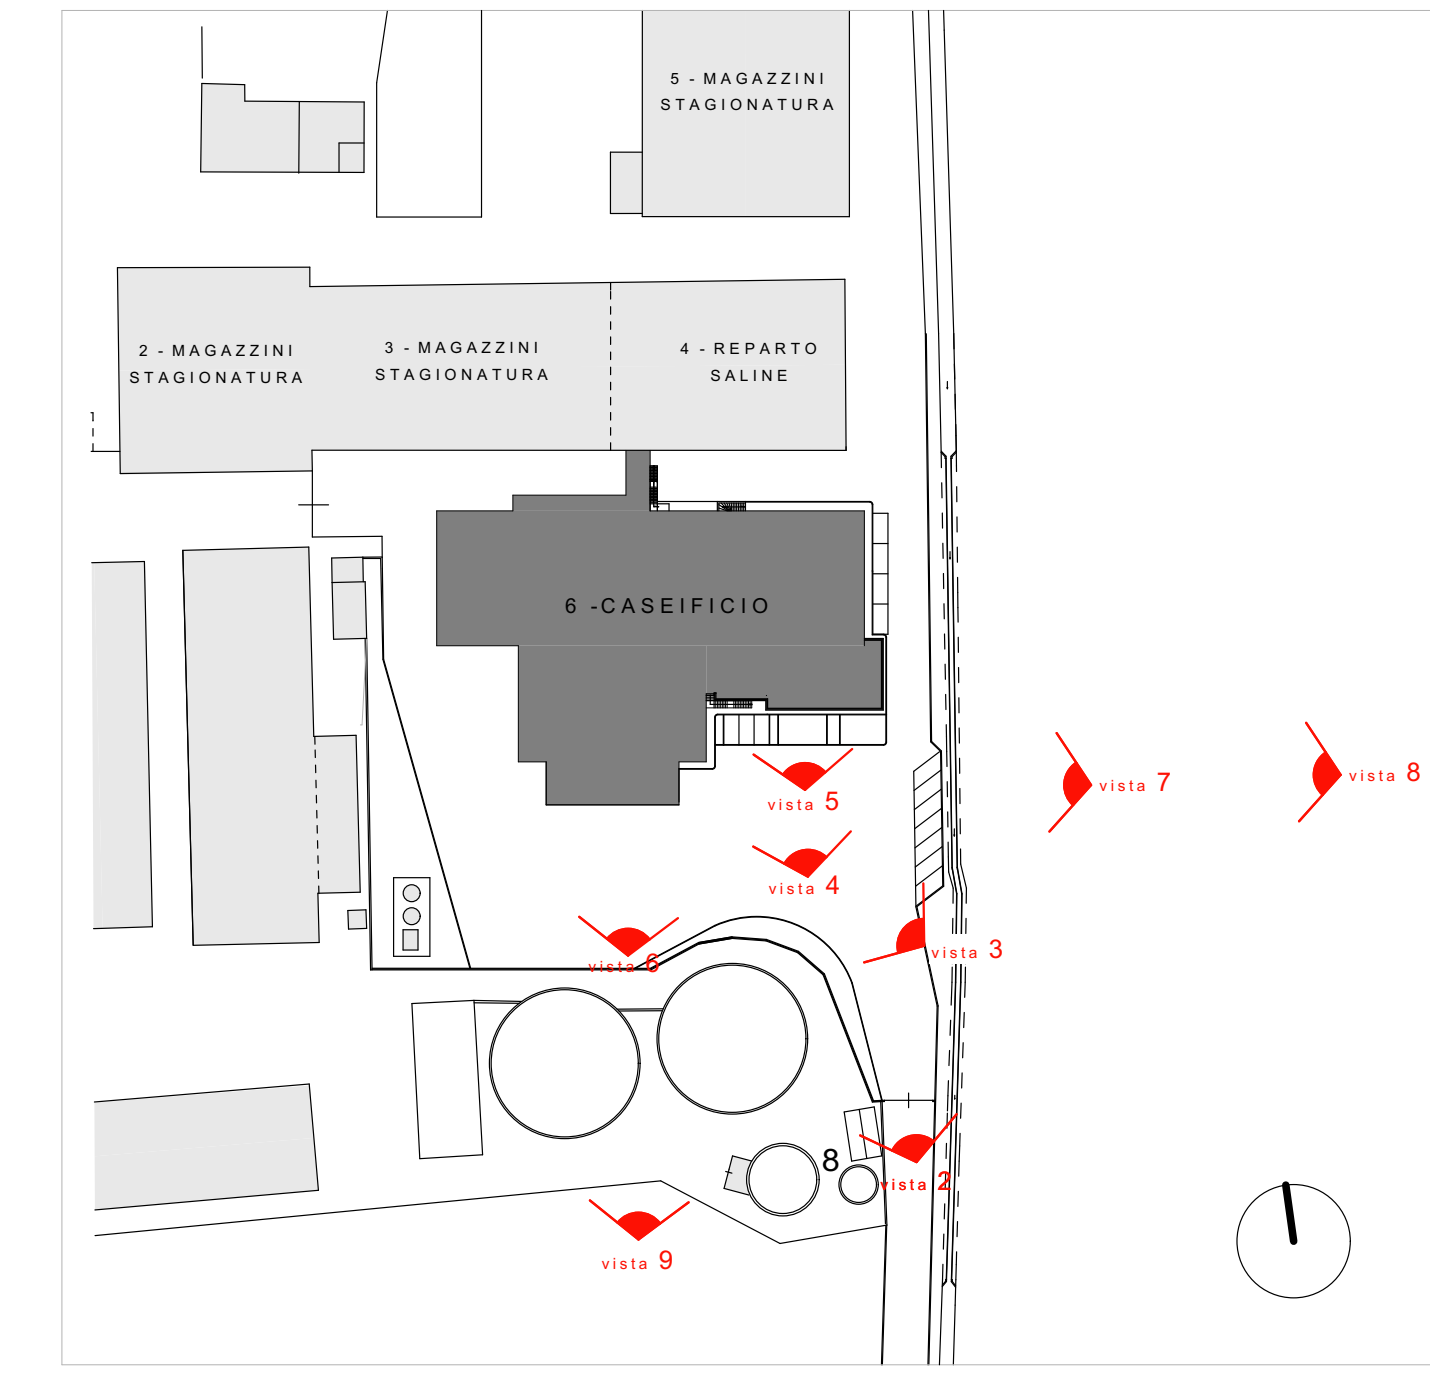 5 - MAGAZZINI
STAGIONATURA
2 - MAGAZZINI
STAGIONATURA
3 - MAGAZZINI
STAGIONATURA
4 - REPARTO
SALINE
6 -CASEIFICIO
vista 5
vista 7
vista 8
vista 4
vista 6
vista 3
8
vista 2
vista 9